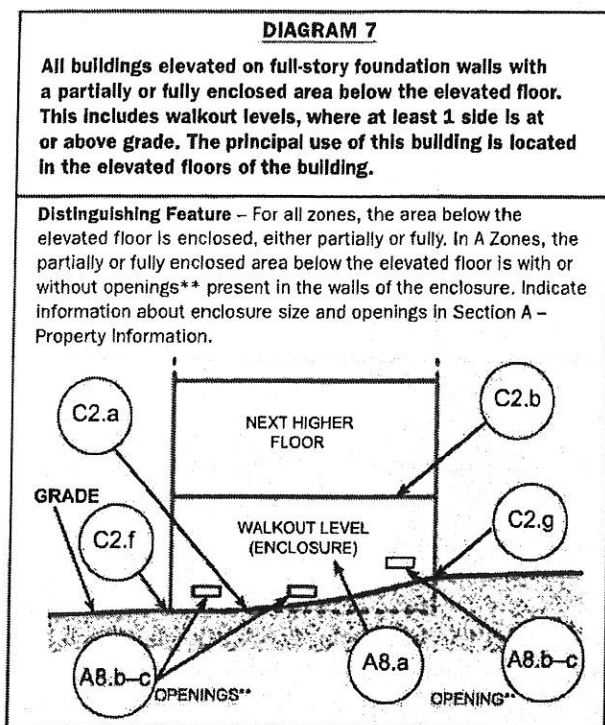 DIAGRAM 7
All buildings elevated on full-story foundation walls with
a partially or fully enclosed area below the elevated floor.
This includes walkout levels, where at least 1 side is at
or above grade. The principal use of this building is located
in the elevated floors of the building.
Distinguishing Feature – For all zones, the area below the
elevated floor is enclosed, either partially or fully. In A Zones, the
partially or fully enclosed area below the elevated floor is with or
without openings** present in the walls of the enclosure. Indicate
information about enclosure size and openings in Section A –
Property Information.
C2.a
NEXT HIGHER
FLOOR
C2.b
GRADE
C2.f
WALKOUT LEVEL
(ENCLOSURE)
C2.g
A8.b–c
OPENINGS**
A8.a
OPENING**
A8.b–c